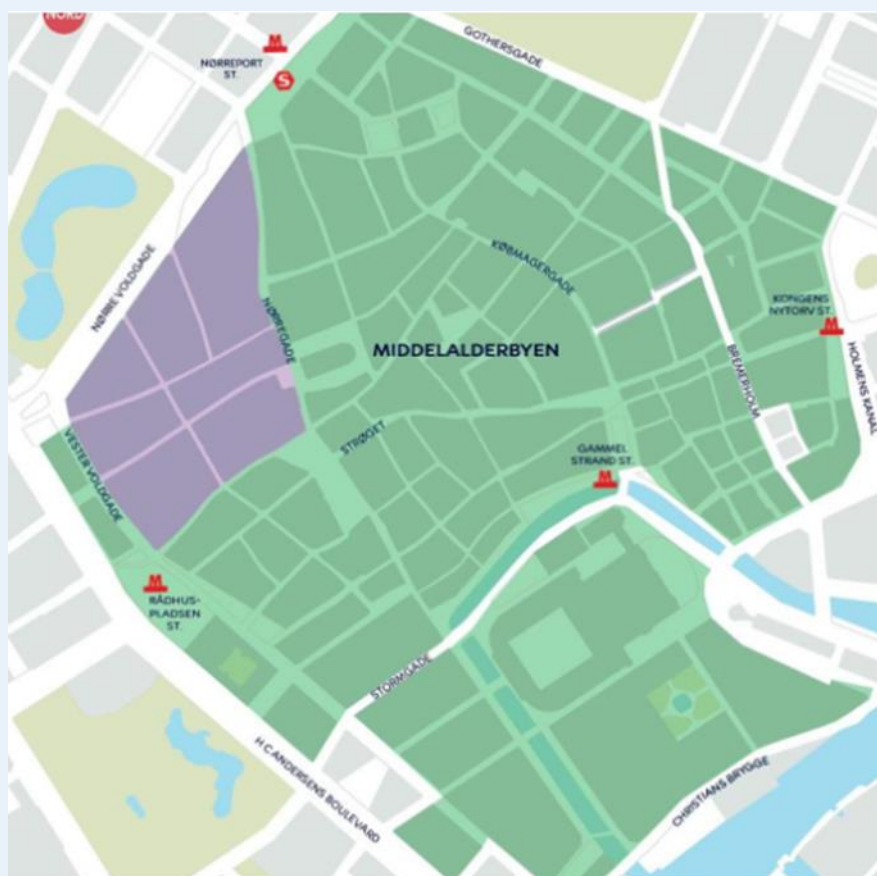 NORD
GOTHERSGADE
NØRREPORT
ST.
S
M
KØBMAGERGADE
NØRRE VOLDGADE
NØRREGADE
KONGENS
NYTORV ST.
M
MIDDELALDERBYEN
BREMERHOLM
HOLMENS KANAL
STRØGET
VESTER VOLDGADE
GAMMEL
STRAND ST.
M
M
RÅDHUS-
PLADSEN
ST.
STORMGADE
H C ANDERSENS BOULEVARD
CHRISTIANS BRYGGE